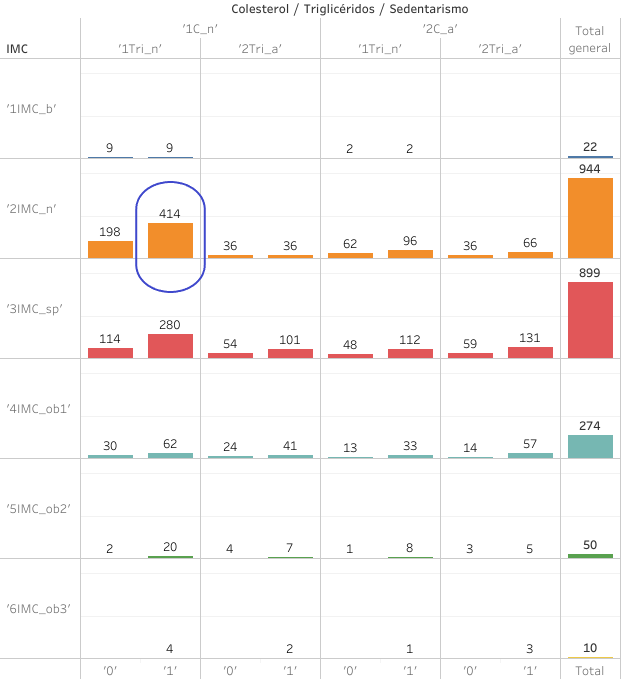 Colesterol / Triglicéridos / Sedentarismo
'1C_n' '2C_a' Total general
IMC '1Tri_n' '2Tri_a' '1Tri_n' '2Tri_a'
'1IMC_b'
9 9 2 2 22
'2IMC_n'
198 414 36 36 62 96 36 66 944
'3IMC_sp'
114 280 54 101 48 112 59 131 899
'4IMC_ob1'
30 62 24 41 13 33 14 57 274
'5IMC_ob2'
2 20 4 7 1 8 3 5 50
'6IMC_ob3'
4 2 1 3 10
'0' '1' '0' '1' '0' '1' '0' '1' Total